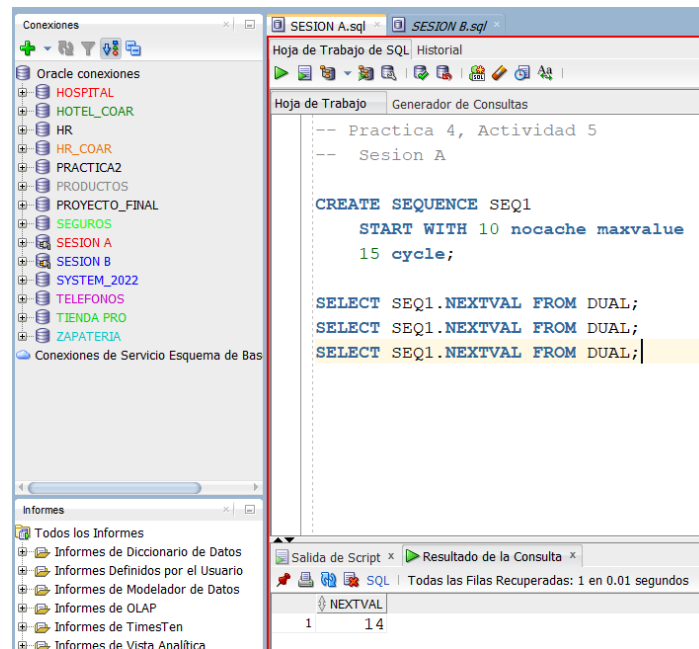 Conexiones
Oracle conexiones
HOSPITAL
HOTEL_COAR
HR
HR_COAR
PRACTICA2
PRODUCTOS
PROYECTO_FINAL
SEGUROS
SESION A
SESION B
SYSTEM_2022
TELEFONOS
TIENDA PRO
ZAPATERIA
Conexiones de Servicio Esquema de Bas
Informes
Todos los Informes
Informes de Diccionario de Datos
Informes Definidos por el Usuario
Informes de Modelador de Datos
Informes de OLAP
Informes de TimesTen
Informes de Vista Analítica
SESION A.sql SESION B.sql
Hoja de Trabajo de SQL Historial
Hoja de Trabajo Generador de Consultas
-- Practica 4, Actividad 5
-- Sesion A
CREATE SEQUENCE SEQ1
START WITH 10 nocache maxvalue
15 cycle;
SELECT SEQ1.NEXTVAL FROM DUAL;
SELECT SEQ1.NEXTVAL FROM DUAL;
SELECT SEQ1.NEXTVAL FROM DUAL;
Salida de Script Resultado de la Consulta
SQL | Todas las Filas Recuperadas: 1 en 0.01 segundos
NEXTVAL
1 14